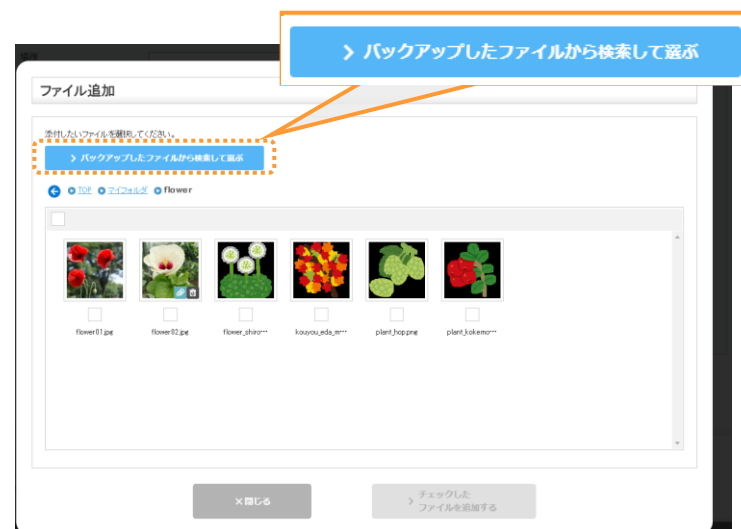 バックアップしたファイルから検索して選ぶ
ファイル追加
添付したいファイルを選択してください。
バックアップしたファイルから検索して選ぶ
TOP マイフォルダ flower
flower01.jpg flower02.jpg flower_shiro… kouyou_eda_m… plant_hop.png plant_kokemo…
×閉じる
チェックした
ファイルを追加する